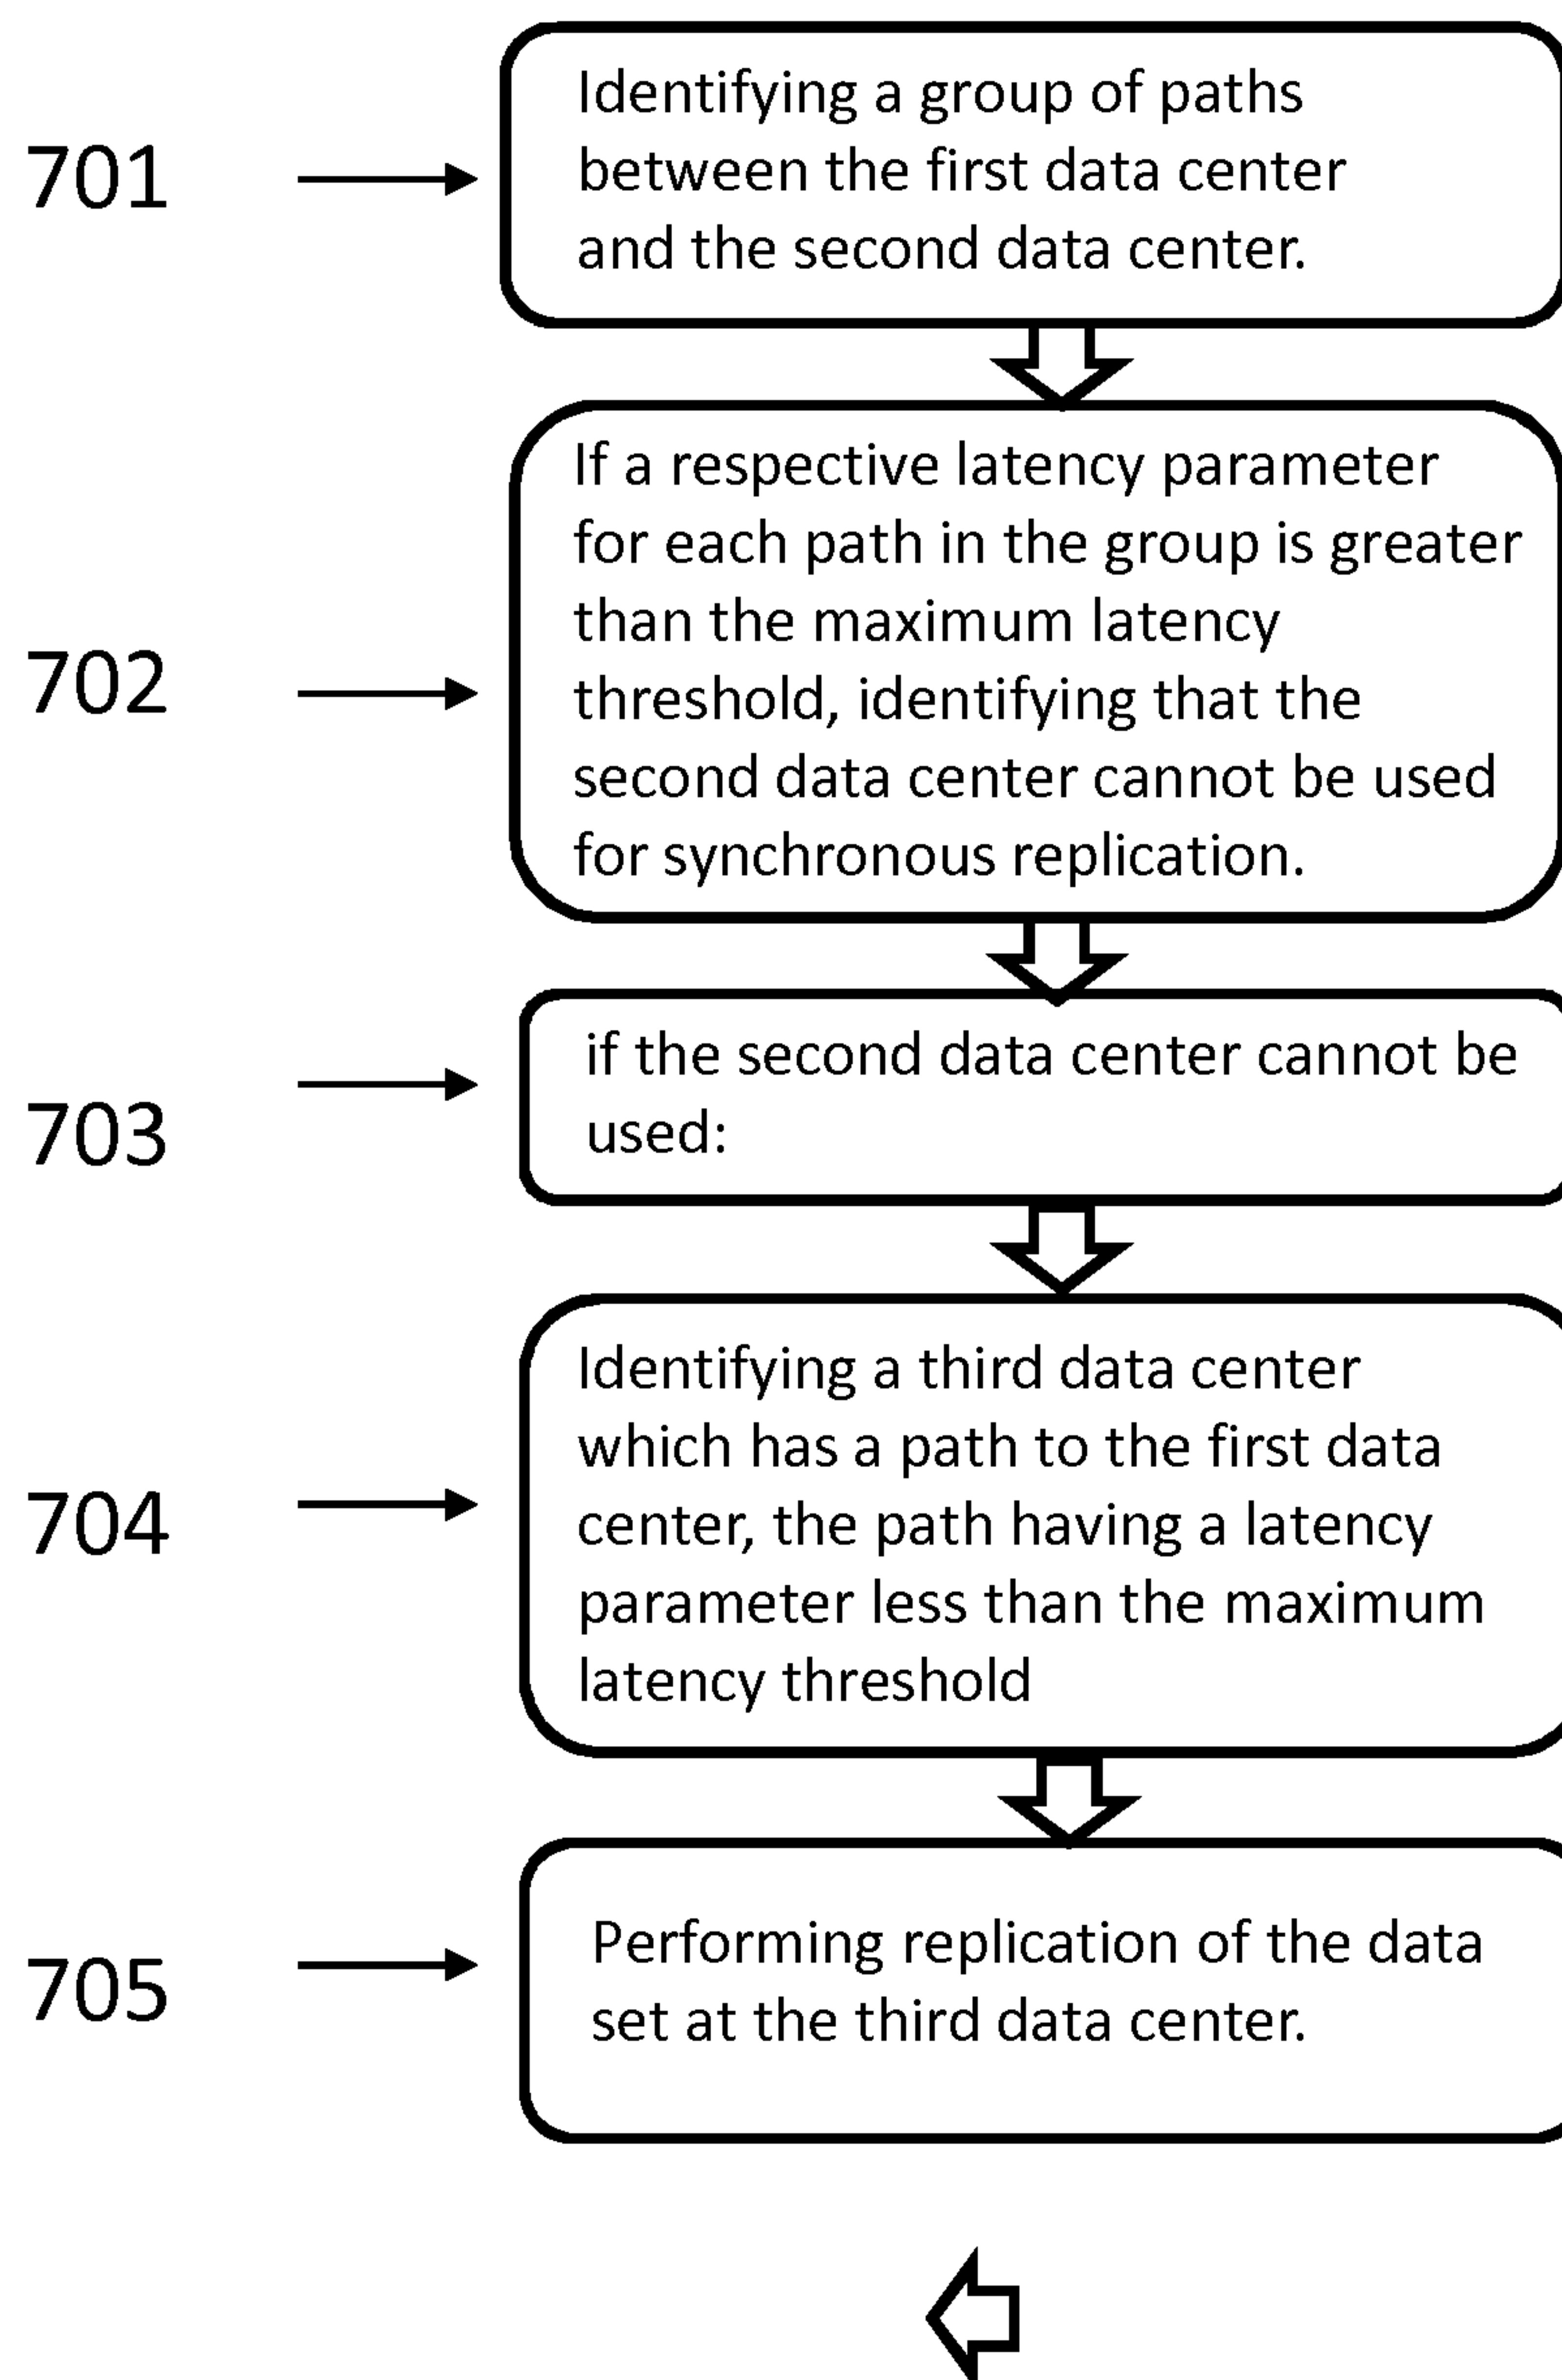 701
Identifying a group of paths
between the first data center
and the second data center.
702
If a respective latency parameter
for each path in the group is greater
than the maximum latency
threshold, identifying that the
second data center cannot be used
for synchronous replication.
703
if the second data center cannot be
used:
704
Identifying a third data center
which has a path to the first data
center, the path having a latency
parameter less than the maximum
latency threshold
705
Performing replication of the data
set at the third data center.